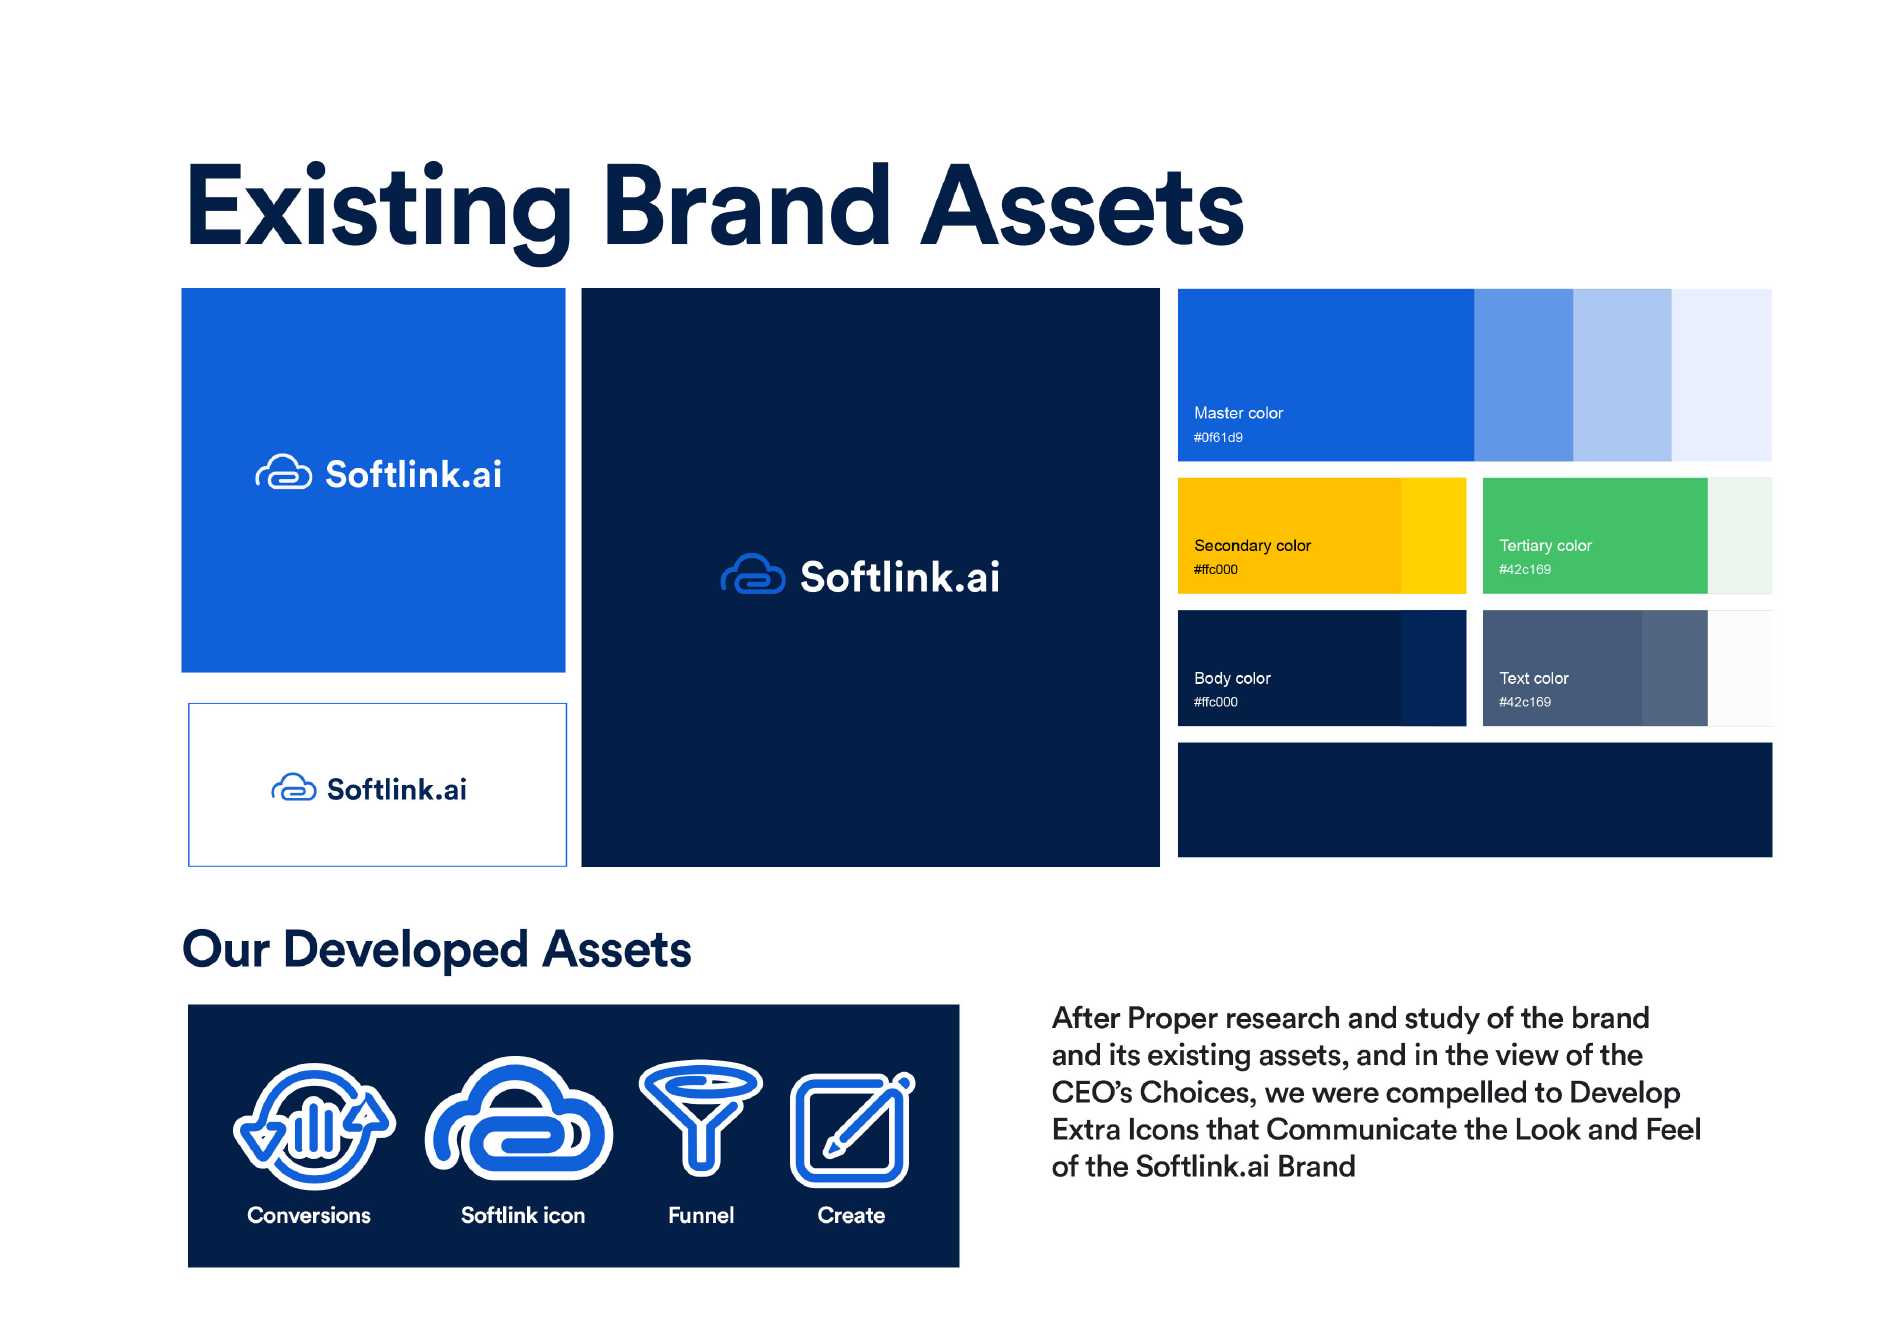 Existing Brand Assets
Softlink.ai
Softlink.ai
Softlink.ai
Master color
#0f61d9
Secondary color
#ffc000
Tertiary color
#42c169
Body color
#ffc000
Text color
#42c169
Our Developed Assets
Conversions
Softlink icon
Funnel
Create
After Proper research and study of the brand
and its existing assets, and in the view of the
CEO’s Choices, we were compelled to Develop
Extra Icons that Communicate the Look and Feel
of the Softlink.ai Brand